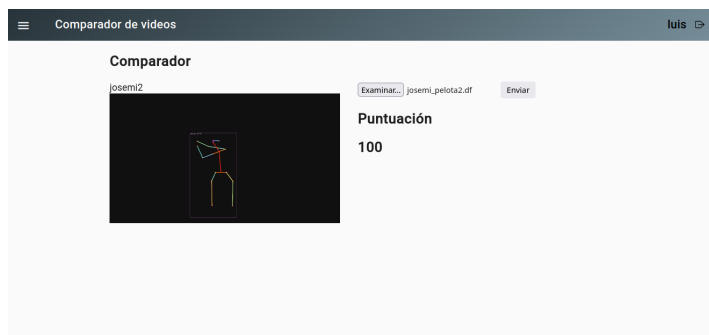 Comparador de videos
luis
Comparador
josemi2
Examinar... josemi_pelota2.df
Enviar
Puntuación
100